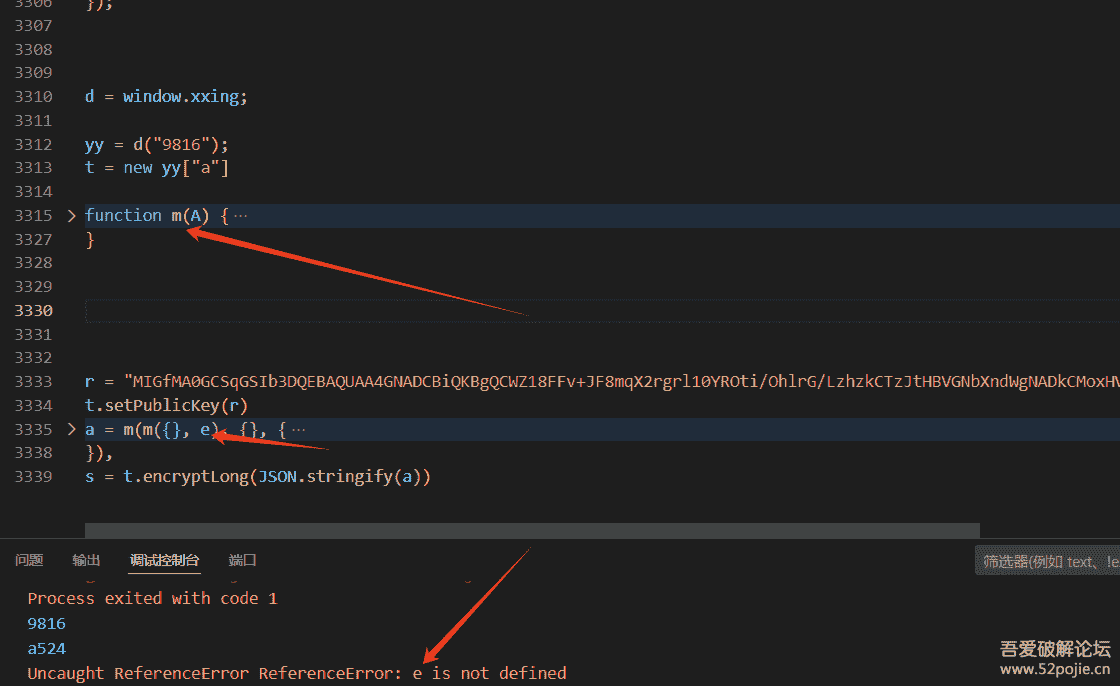 3306 });
3307
3308
3309
3310 d = window.xxing;
3311
3312 yy = d("9816");
3313 t = new yy["a"]
3314
3315 function m(A) { ···
3327 }
3328
3329
3330
3331
3332
3333 r = "MIGfMA0GCSqGSIb3DQEBAQUAA4GNADCBiQKBgQCWZ18FFv+JF8mqX2rgrl10YROti/OhlrG/LzhzkCTzJtHBVGNbXndWgNADkCMoxHV
3334 t.setPublicKey(r)
3335 a = m(m({}, e), {}, { ···
3338 }),
3339 s = t.encryptLong(JSON.stringify(a))
问题 输出 调试控制台 端口
筛选器(例如 text、!e
Process exited with code 1
9816
a524
Uncaught ReferenceError ReferenceError: e is not defined
吾爱破解论坛
www.52pojie.cn